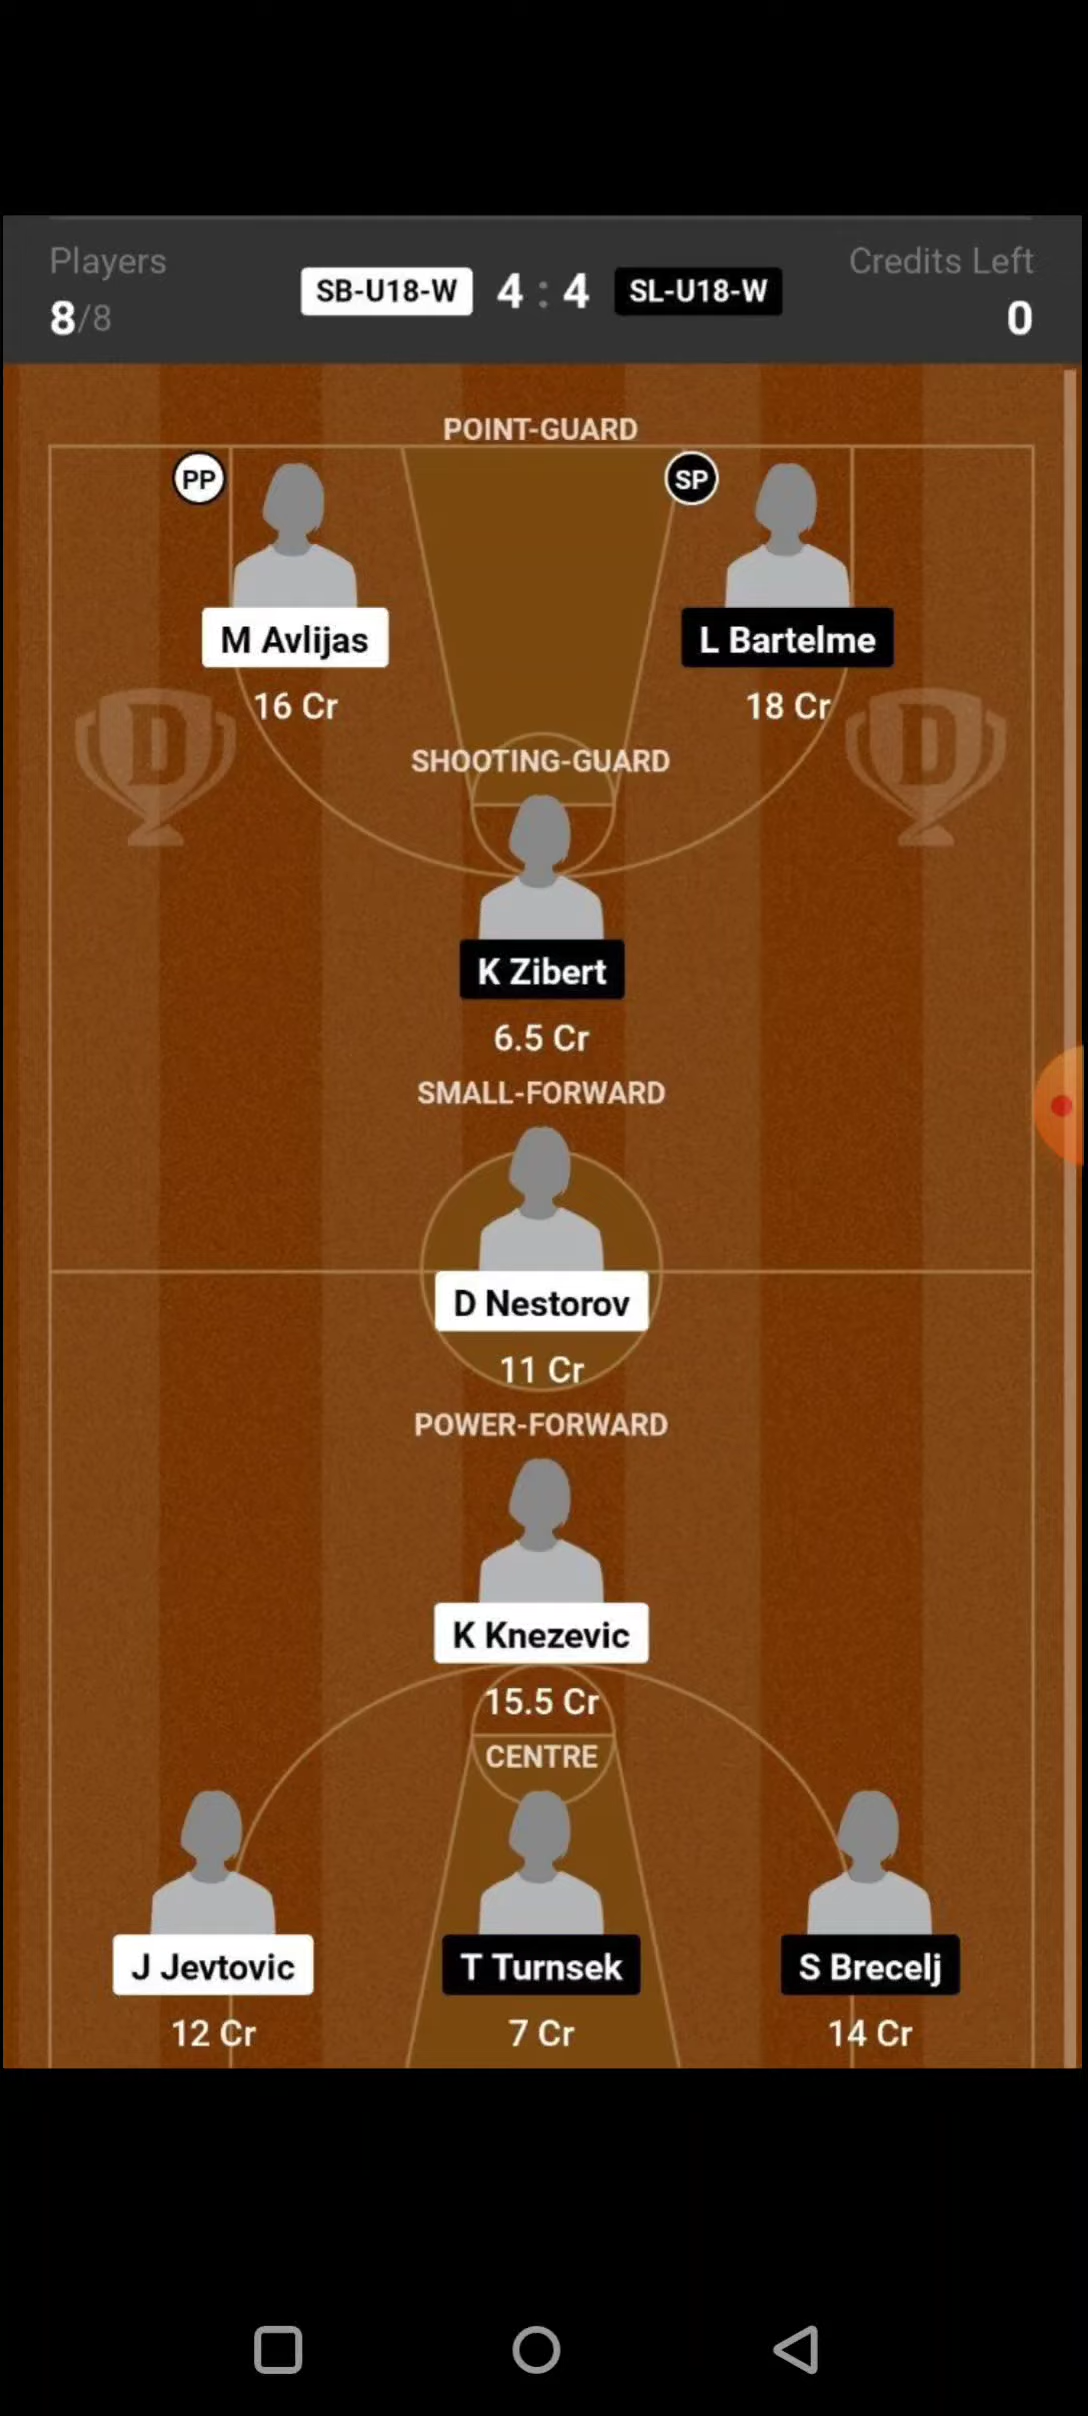 Players
Credits Left
8/8
SB-U18-W 4 : 4 SL-U18-W
0
POINT-GUARD
PP
SP
M Avlijas
L Bartelme
16 Cr
18 Cr
D
D
SHOOTING-GUARD
K Zibert
6.5 Cr
SMALL-FORWARD
D Nestorov
11 Cr
POWER-FORWARD
K Knezevic
15.5 Cr
CENTRE
J Jevtovic
T Turnsek
S Brecelj
12 Cr
7 Cr
14 Cr